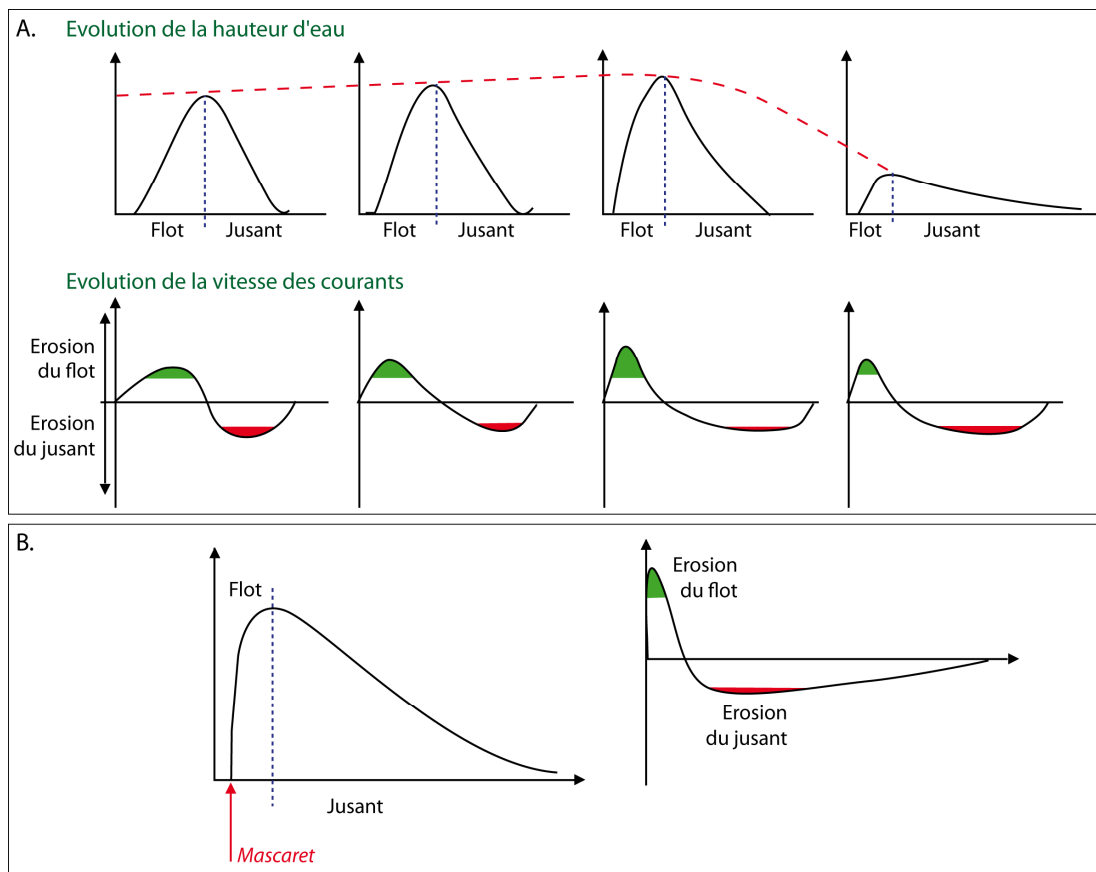 A.
Evolution de la hauteur d'eau
Flot
Jusant
Flot
Jusant
Flot
Jusant
Flot
Jusant
Evolution de la vitesse des courants
Erosion
du flot
Erosion
du jusant
B.
Flot
Jusant
Mascaret
Erosion
du flot
Erosion
du jusant